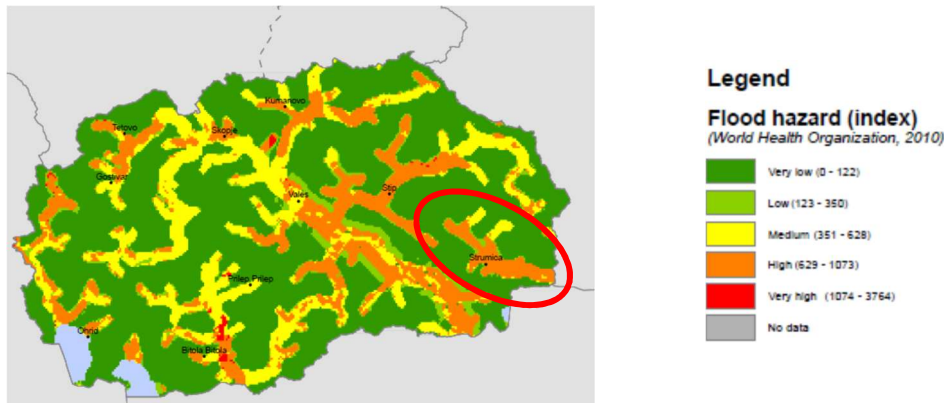 Kumanovo
Tetovo
Skopje
Gostivar
Stip
Veles
Strumica
Prilep Prilep
Ohrid
Bitola Bitola
Legend
Flood hazard (index)
(World Health Organization, 2010)
Very low (0 - 122)
Low (123 - 350)
Medium (351 - 628)
High (629 - 1073)
Very high (1074 - 3764)
No data